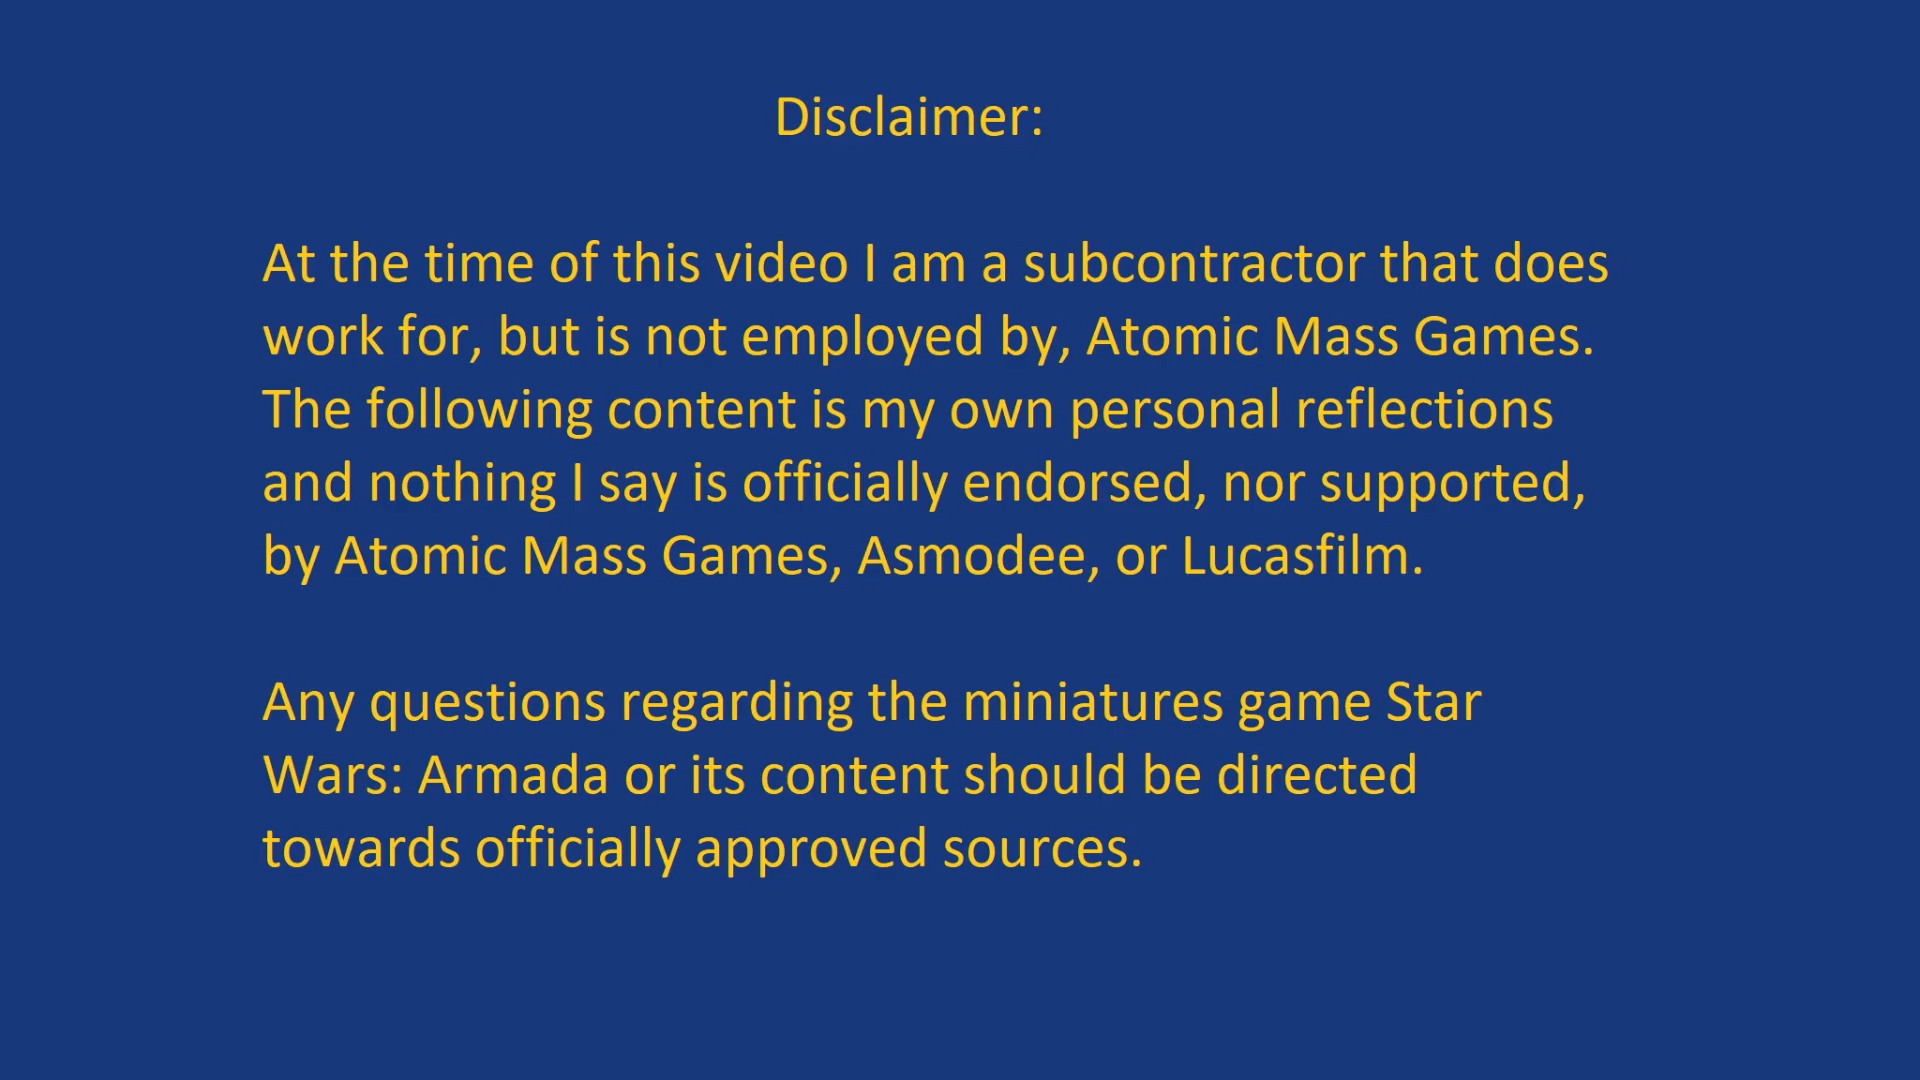 Disclaimer:
At the time of this video I am a subcontractor that does
work for, but is not employed by, Atomic Mass Games.
The following content is my own personal reflections
and nothing I say is officially endorsed, nor supported,
by Atomic Mass Games, Asmodee, or Lucasfilm.
Any questions regarding the miniatures game Star
Wars: Armada or its content should be directed
towards officially approved sources.